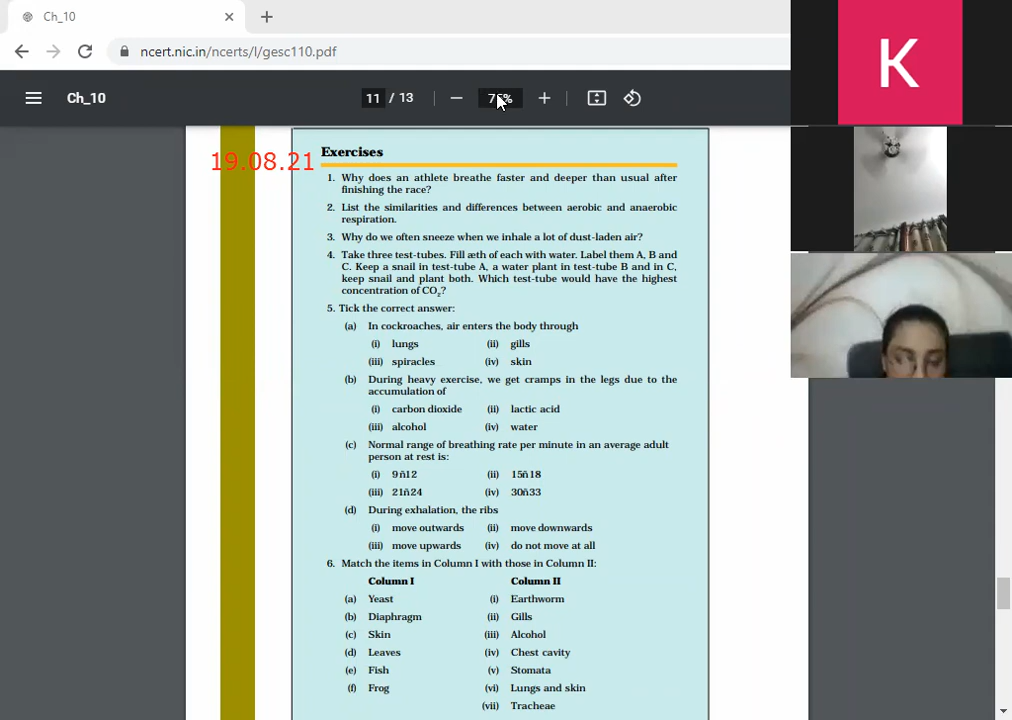 Ch_10
ncert.nic.in/ncerts/l/gesc110.pdf
Ch_10
11 / 13
K
19.08.21
Exercises
1. Why does an athlete breathe faster and deeper than usual after
finishing the race?
2. List the similarities and differences between aerobic and anaerobic
respiration.
3. Why do we often sneeze when we inhale a lot of dust-laden air?
4. Take three test-tubes. Fill æth of each with water. Label them A, B and
C. Keep a snail in test-tube A, a water plant in test-tube B and in C,
keep snail and plant both. Which test-tube would have the highest
concentration of CO₂?
5. Tick the correct answer:
(a) In cockroaches, air enters the body through
(i) lungs (ii) gills
(iii) spiracles (iv) skin
(b) During heavy exercise, we get cramps in the legs due to the
accumulation of
(i) carbon dioxide (ii) lactic acid
(iii) alcohol (iv) water
(c) Normal range of breathing rate per minute in an average adult
person at rest is:
(i) 9ñ12 (ii) 15ñ18
(iii) 21ñ24 (iv) 30ñ33
(d) During exhalation, the ribs
(i) move outwards (ii) move downwards
(iii) move upwards (iv) do not move at all
6. Match the items in Column I with those in Column II:
Column I Column II
(a) Yeast (i) Earthworm
(b) Diaphragm (ii) Gills
(c) Skin (iii) Alcohol
(d) Leaves (iv) Chest cavity
(e) Fish (v) Stomata
(f) Frog (vi) Lungs and skin
(vii) Tracheae